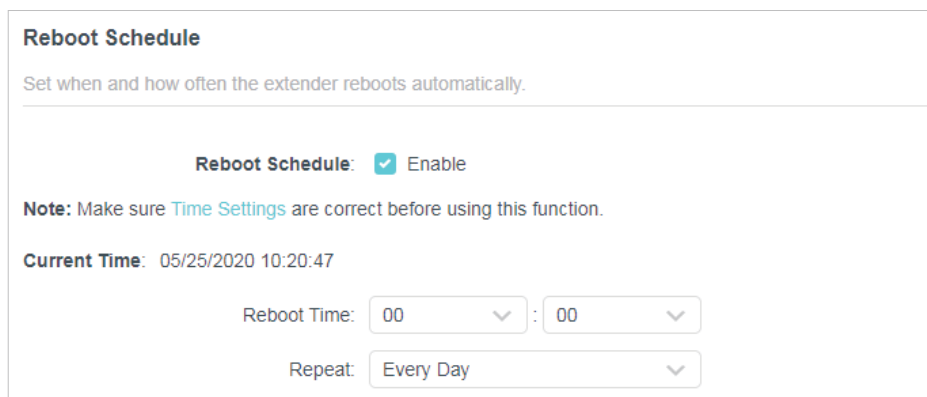 Reboot Schedule
Set when and how often the extender reboots automatically.
Reboot Schedule: Enable
Note: Make sure Time Settings are correct before using this function.
Current Time: 05/25/2020 10:20:47
Reboot Time: 00 : 00
Repeat: Every Day